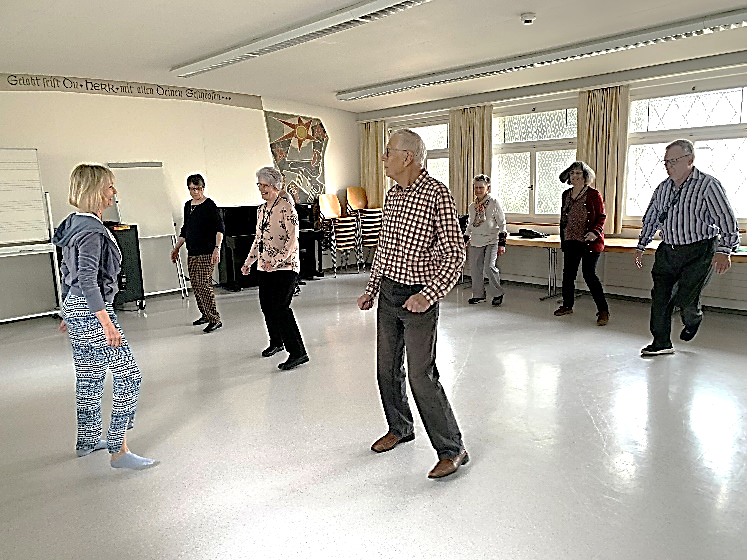 Gelobt seist Du • HERR • mit allen Deinen Geschöpfen...